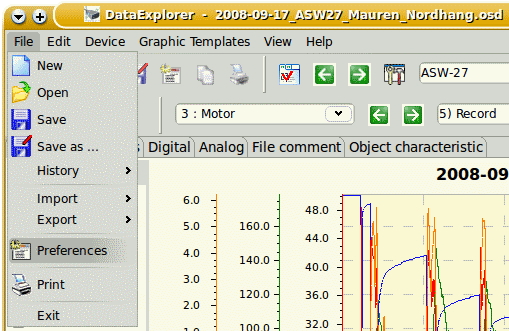 DataExplorer - 2008-09-17_ASW27_Mauren_Nordhang.osd
File Edit Device Graphic Templates View Help
New
Open
Save
Save as ...
History
Import
Export
Preferences
Print
Exit
ASW-27
3 : Motor
5) Record
s Digital Analog File comment Object characteristic
2008-09
6.0
5.0
4.0
3.0
2.0
160.0
140.0
120.0
100.0
48.0
44.0
40.0
36.0
32.0